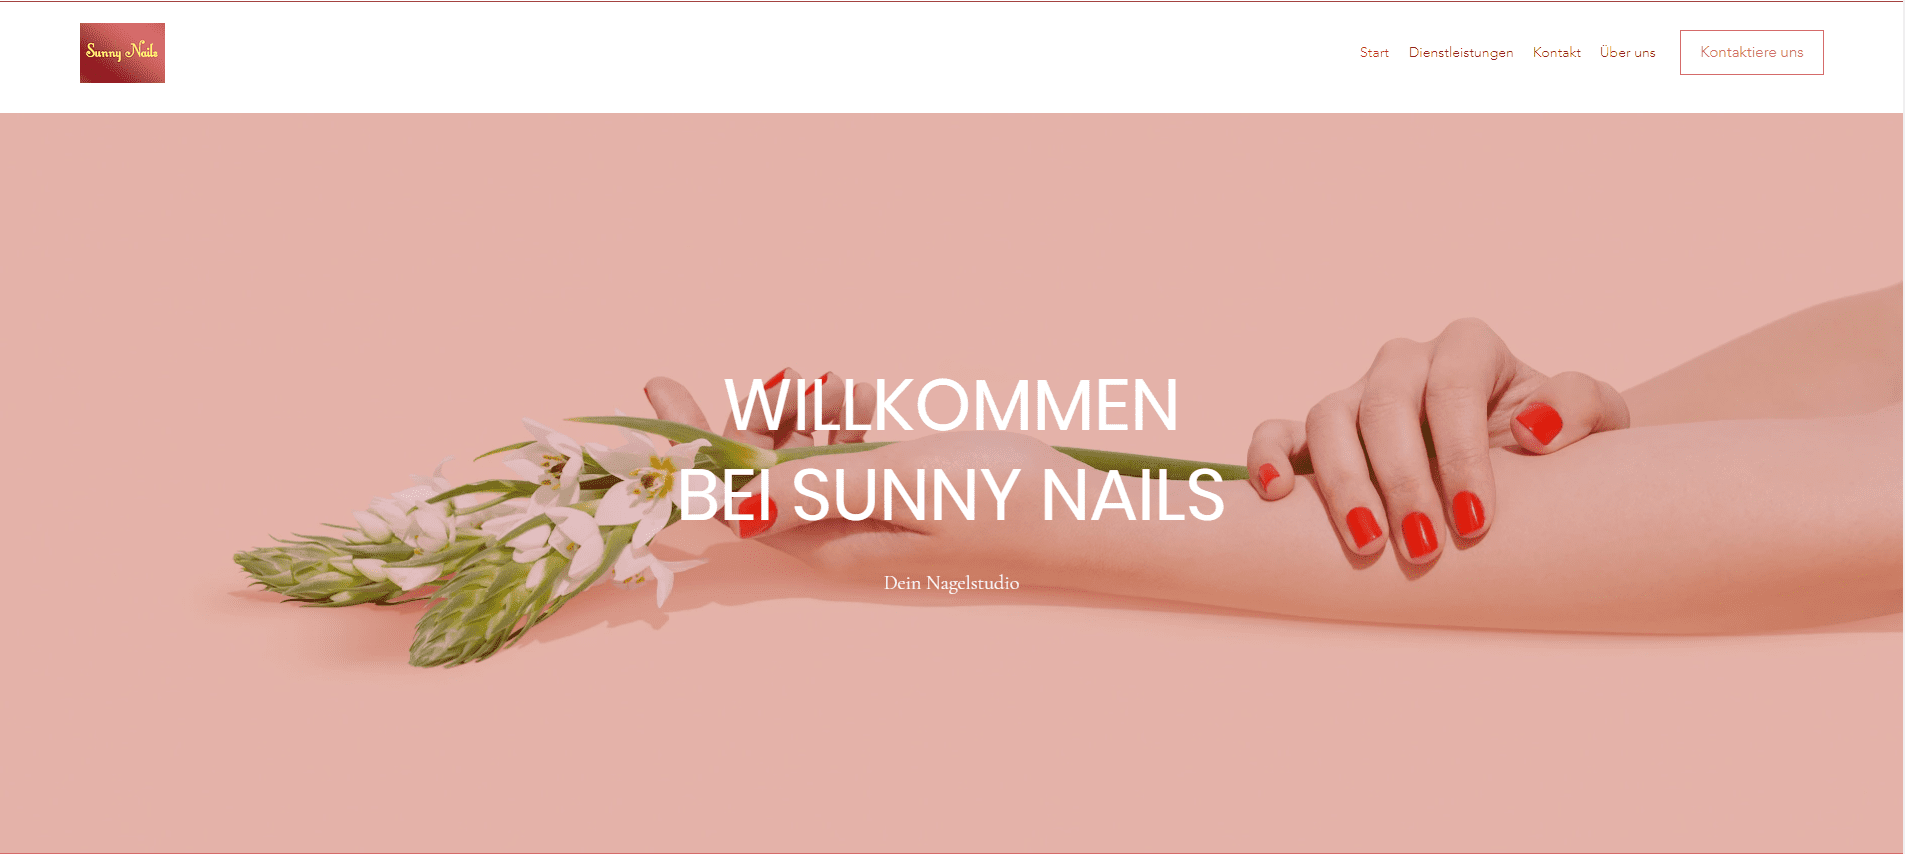 Sunny Nails
Start Dienstleistungen Kontakt Über uns Kontaktiere uns
WILLKOMMEN
BEI SUNNY NAILS
Dein Nagelstudio